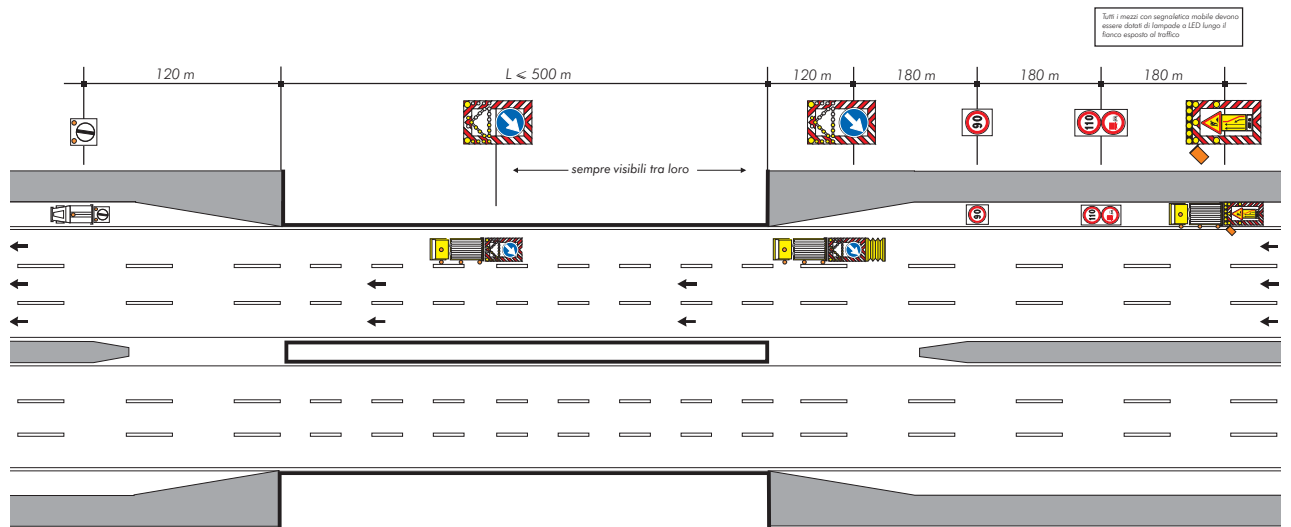 Tutti i mezzi con segnaletica mobile devono
essere dotati di lampade a LED lungo il
fianco esposto al traffico
120 m
L < 500 m
120 m
180 m
180 m
180 m
90
110
sempre visibili tra loro
90
110